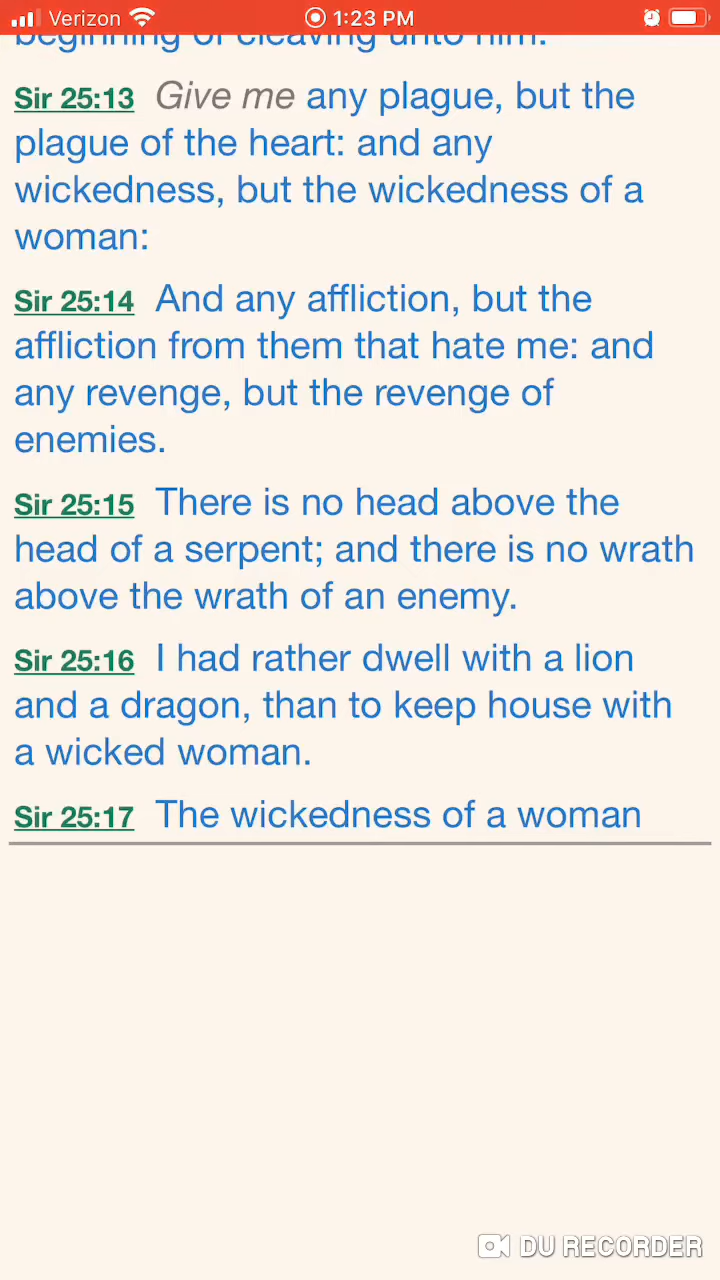 Verizon 1:23 PM
beginning of cleaving unto him.
Sir 25:13 Give me any plague, but the
plague of the heart: and any
wickedness, but the wickedness of a
woman:
Sir 25:14 And any affliction, but the
affliction from them that hate me: and
any revenge, but the revenge of
enemies.
Sir 25:15 There is no head above the
head of a serpent; and there is no wrath
above the wrath of an enemy.
Sir 25:16 I had rather dwell with a lion
and a dragon, than to keep house with
a wicked woman.
Sir 25:17 The wickedness of a woman
DU RECORDER